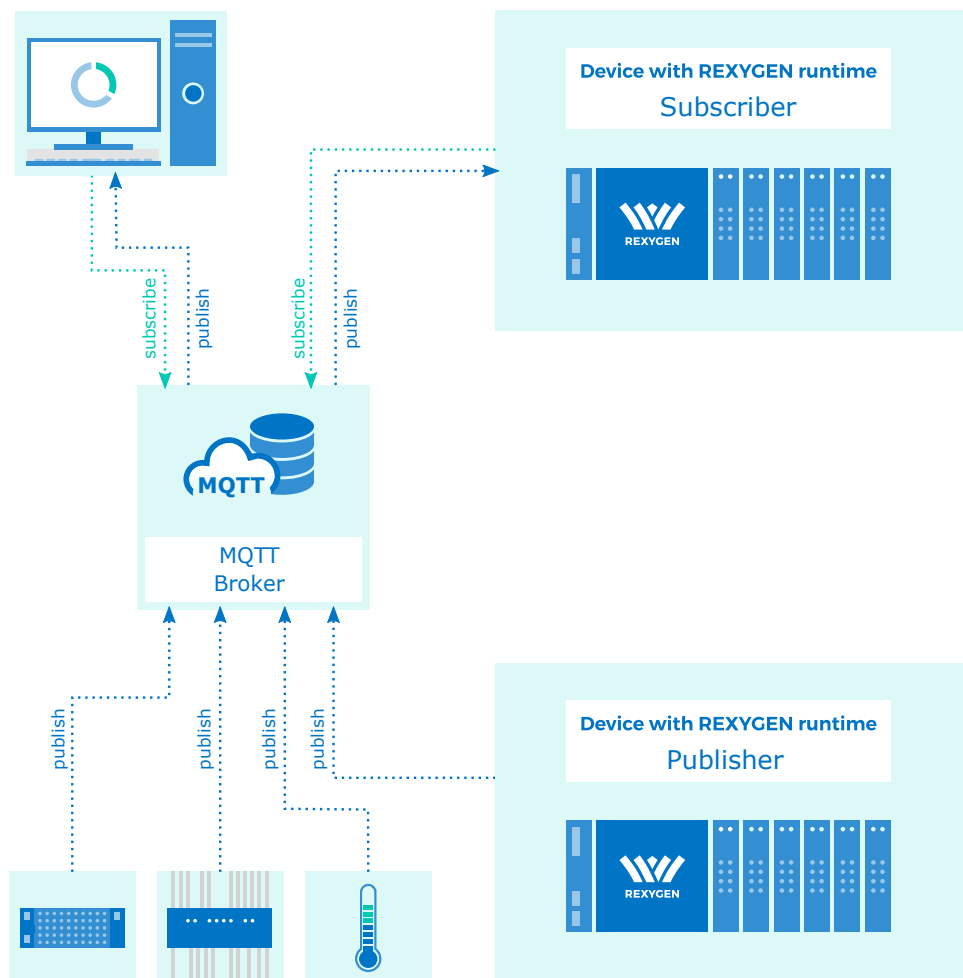 Device with REXYGEN runtime
Subscriber
REXYGEN
subscribe
publish
subscribe
publish
MQTT
MQTT
Broker
publish
publish
publish
publish
Device with REXYGEN runtime
Publisher
REXYGEN